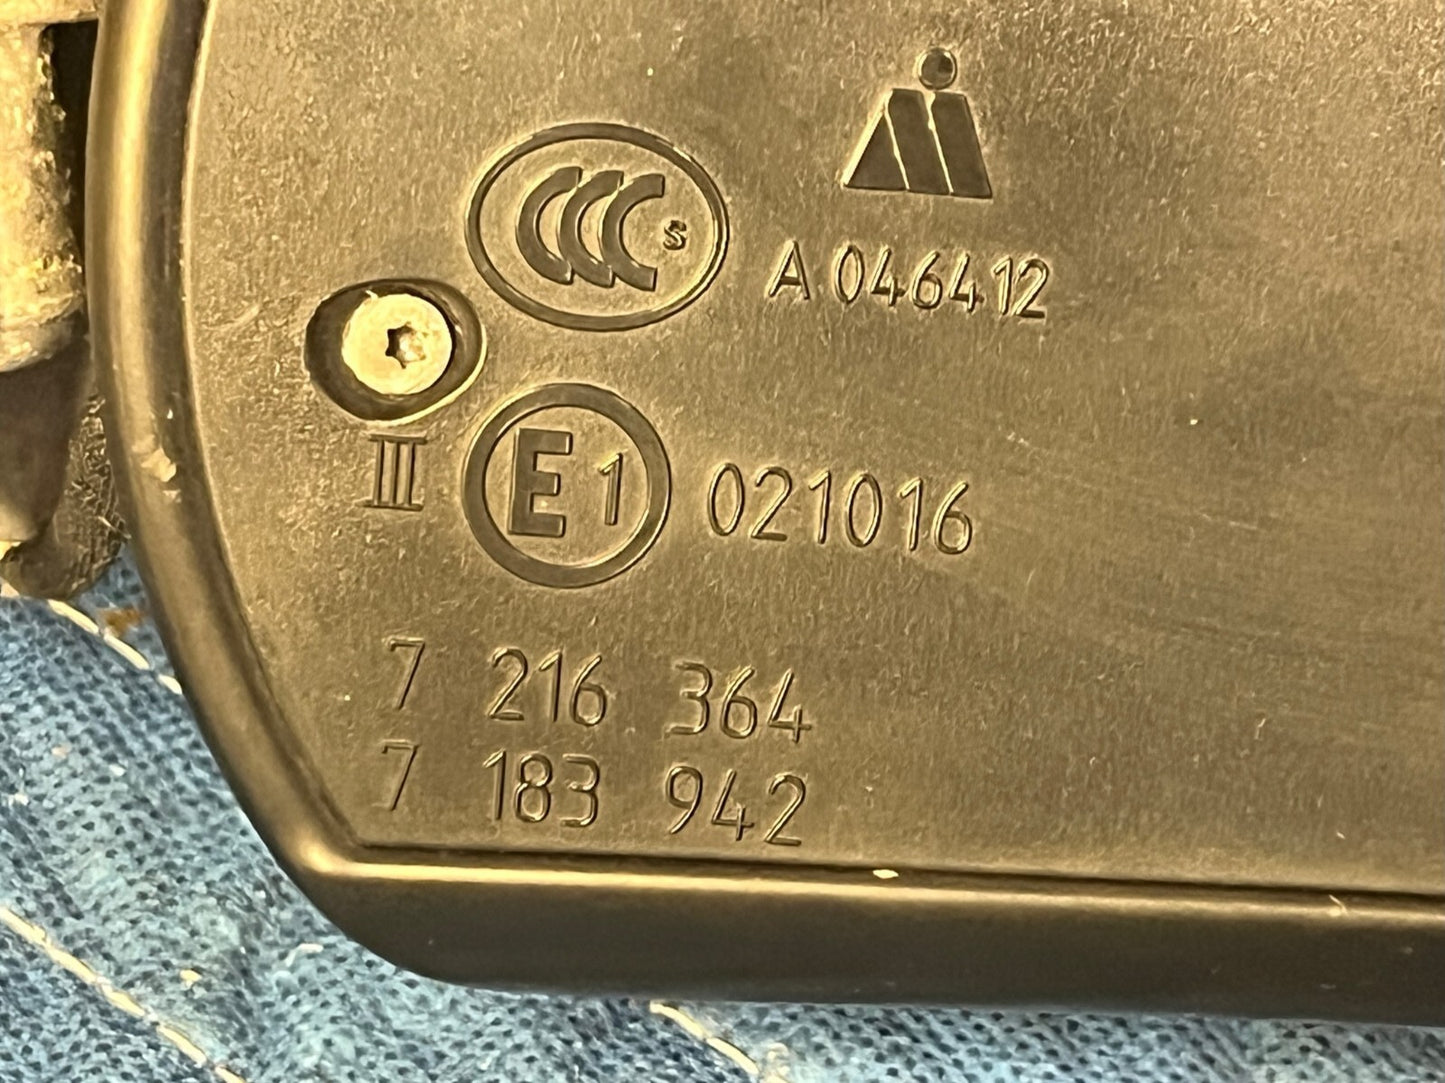 CCC S
A 046412
III E1 021016
7 216 364
7 183 942